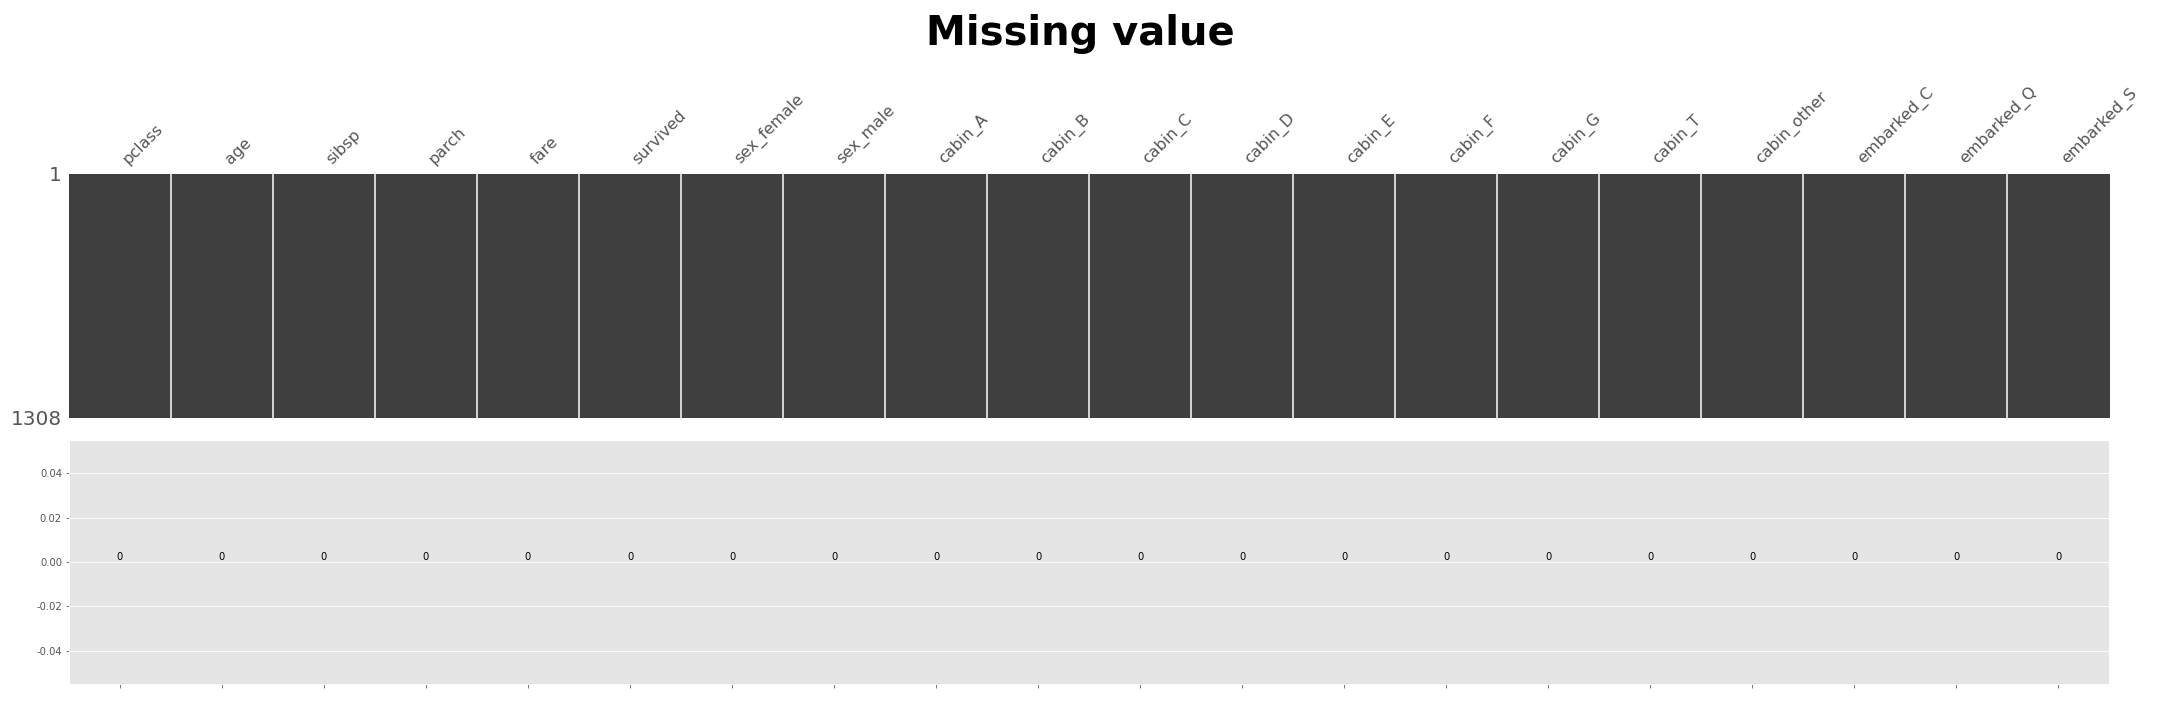 Missing value
pclass age sibsp parch fare survived sex_female sex_male cabin_A cabin_B cabin_C cabin_D cabin_E cabin_F cabin_G cabin_T cabin_other embarked_C embarked_Q embarked_S
1
1308
0.04
0.02
0 0 0 0 0 0 0 0 0 0 0 0 0 0 0 0 0 0 0 0
0.00
-0.02
-0.04